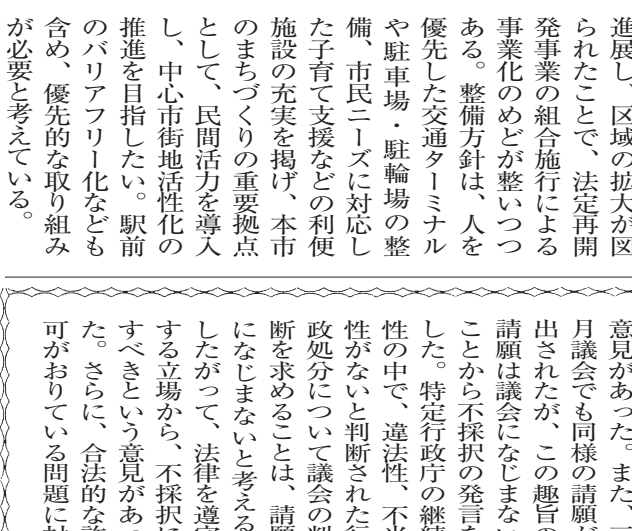 進展し、区域の拡大が図
られたことで、法定再開
発事業の組合施行による
事業化のめどが整いつつ
ある。整備方針は、人を
優先した交通ターミナル
や駐車場・駐輪場の整
備、市民ニーズに対応し
た子育て支援などの利便
施設の充実を掲げ、本市
のまちづくりの重要拠点
として、民間活力を導入
し、中心市街地活性化の
推進を目指したい。駅前
のバリアフリー化なども
含め、優先的な取り組み
が必要と考えている。
意見があった。また、
月議会でも同様の請願が
出されたが、この趣旨の
請願は議会になじまない
ことから不採択の発言を
した。特定行政庁の継続
性の中で、違法性、不当
性がないと判断された行
政処分について議会の判
断を求めることは、請願
になじまないと考える
したがって、法律を遵守
する立場から、不採択に
すべきという意見があっ
た。さらに、合法的な許
可がおりている問題に対